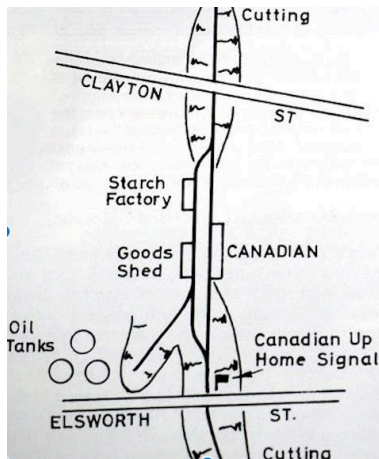 Cutting
CLAYTON
ST
Starch
Factory
Goods
Shed
CANADIAN
Oil
Tanks
Canadian Up
Home Signal
ELSWORTH
ST.
Cutting